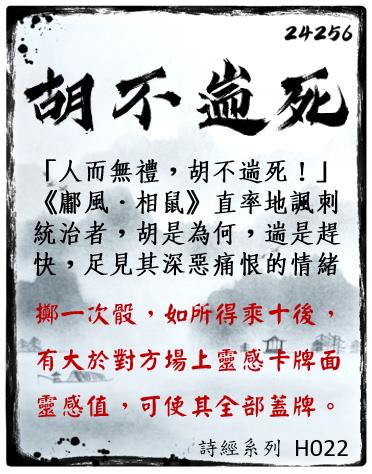 24256
胡不遄死
「人而無禮，胡不遄死！」
《鄘風．相鼠》直率地諷刺
統治者，胡是為何，遄是趕
快，足見其深惡痛恨的情緒
擲一次骰，如所得乘十後，
有大於對方場上靈感卡牌面
靈感值，可使其全部蓋牌。
詩經系列 H022